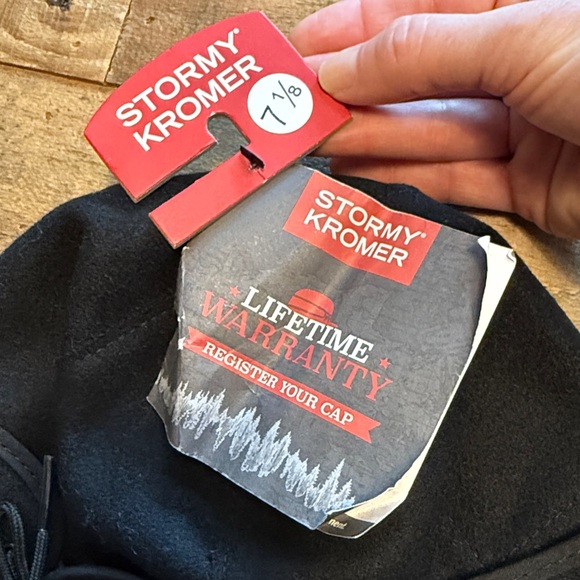 STORMY®
KROMER
7 1/8
STORMY®
KROMER
LIFETIME
WARRANTY
REGISTER YOUR CAP